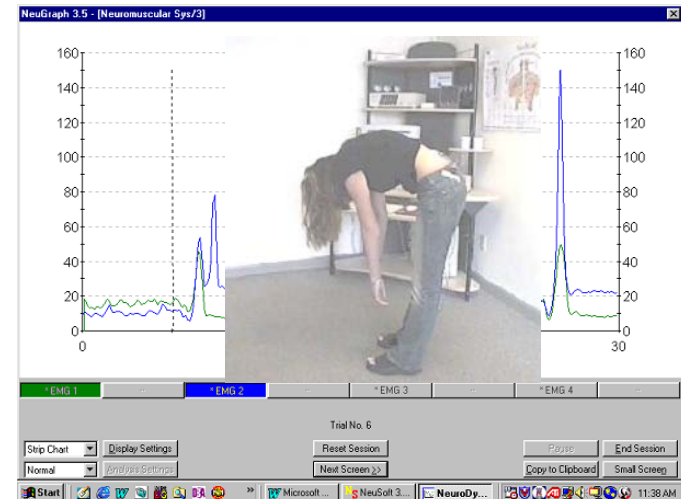 NeuGraph 3.5 - [Neuromuscular Sys/3]
160 160
140 140
120 120
100 100
80 80
60 60
40 40
20 20
0 0
0 30
* EMG 1 -- * EMG 2 -- * EMG 3 -- * EMG 4 --
Trial No. 6
Strip Chart Display Settings Reset Session Pause End Session
Normal Analysis Settings Next Screen >> Copy to Clipboard Small Screen
Start » Microsoft ... NeuSoft 3.... NeuroDy... 11:38 AM